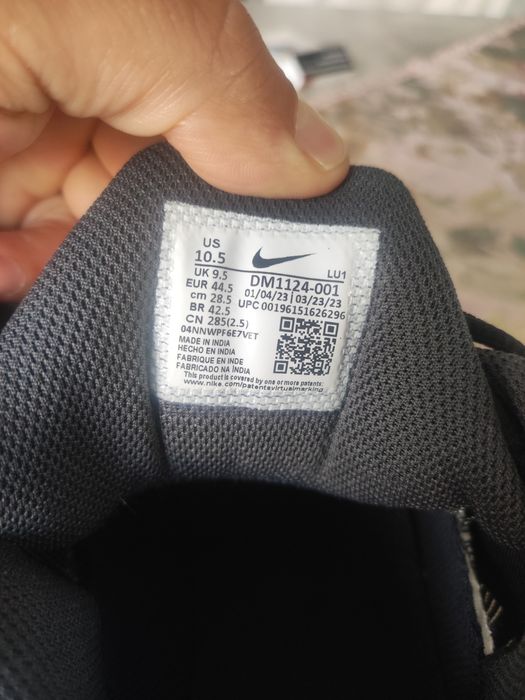 US
10.5
UK 9.5
EUR 44.5
cm 28.5
BR 42.5
CN 285(2.5)
LU1
DM1124-001
01/04/23 | 03/23/23
UPC 00196151626296
04NNWPF6E7VET
MADE IN INDIA
HECHO EN INDIA
FABRIQUE EN INDE
FABRICADO NA ÍNDIA
This product is covered by one or more patents:
www.nike.com/patentsvirtualmarking